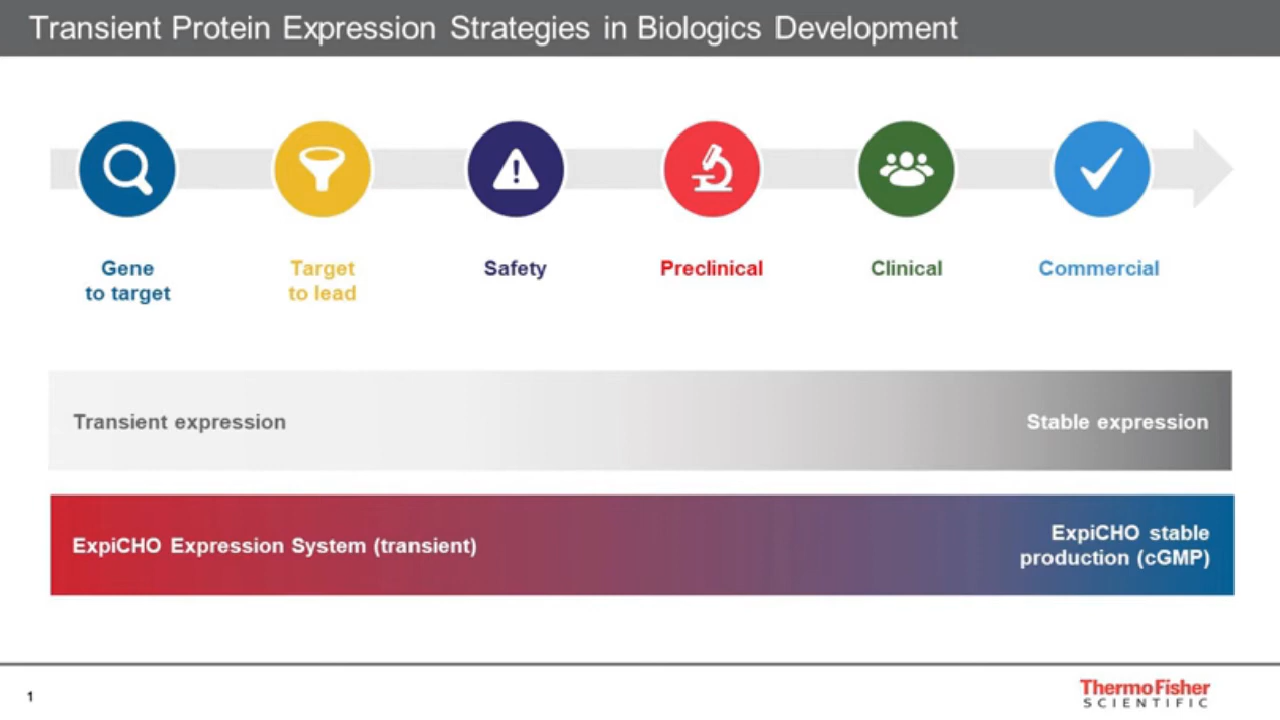 Transient Protein Expression Strategies in Biologics Development
Gene
to target
Target
to lead
Safety
Preclinical
Clinical
Commercial
Transient expression
Stable expression
ExpiCHO Expression System (transient)
ExpiCHO stable
production (cGMP)
1
ThermoFisher
SCIENTIFIC